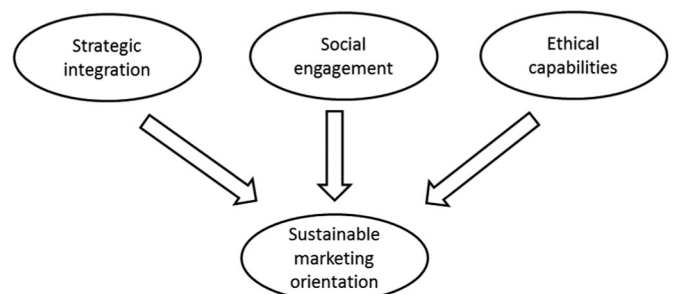 Strategic
integration
Social
engagement
Ethical
capabilities
Sustainable
marketing
orientation